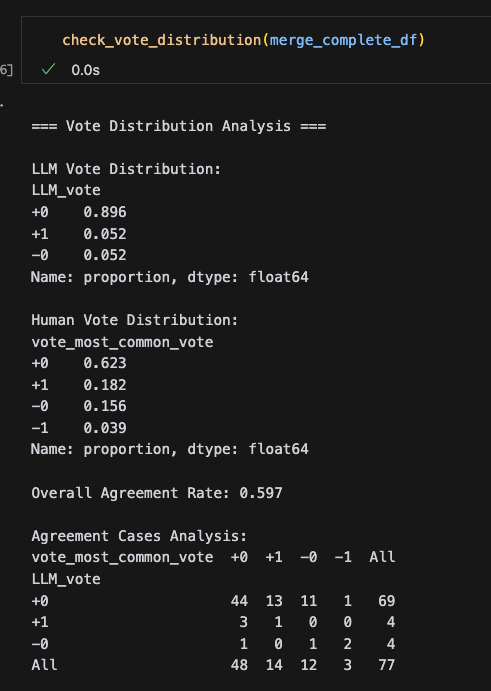 check_vote_distribution(merge_complete_df)
6]
✓ 0.0s
=== Vote Distribution Analysis ===
LLM Vote Distribution:
LLM_vote
+0    0.896
+1    0.052
-0    0.052
Name: proportion, dtype: float64
Human Vote Distribution:
vote_most_common_vote
+0    0.623
+1    0.182
-0    0.156
-1    0.039
Name: proportion, dtype: float64
Overall Agreement Rate: 0.597
Agreement Cases Analysis:
vote_most_common_vote  +0  +1  -0  -1  All
LLM_vote
+0                     44  13  11   1   69
+1                      3   1   0   0    4
-0                      1   0   1   2    4
All                    48  14  12   3   77